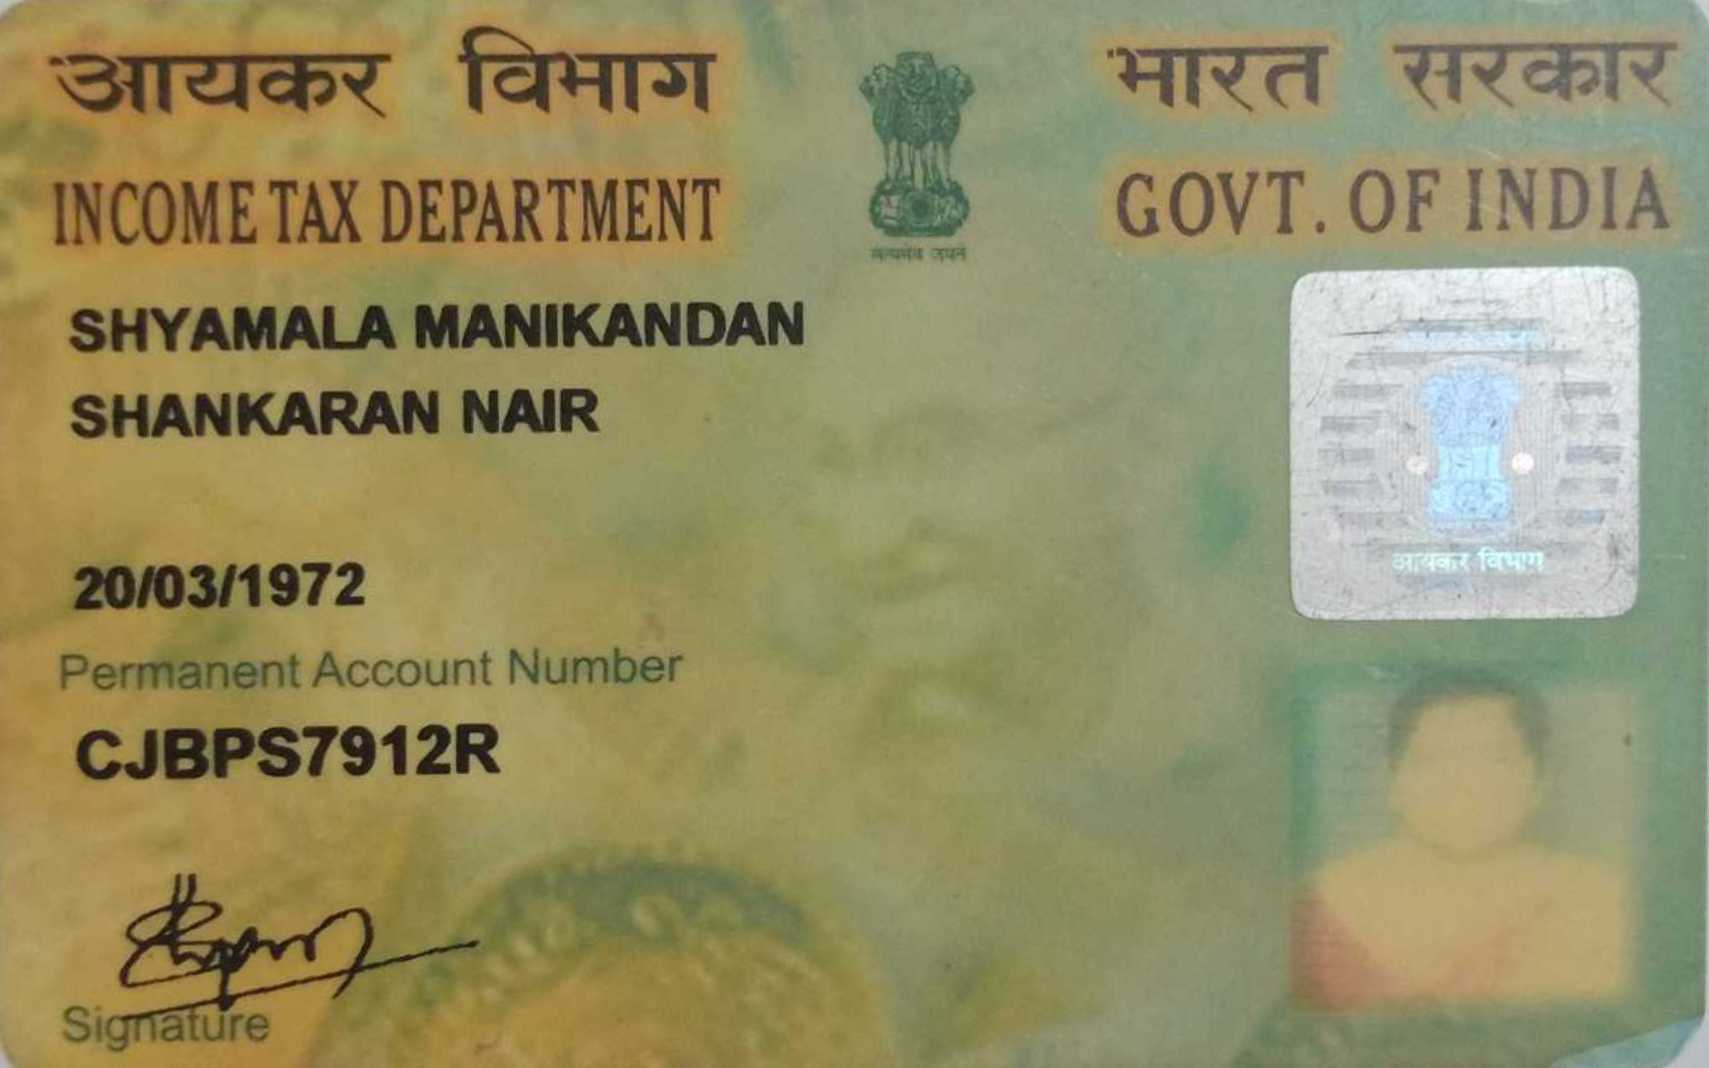 आयकर विभाग
भारत सरकार
INCOME TAX DEPARTMENT
GOVT. OF INDIA
सत्यमेव जयते
SHYAMALA MANIKANDAN
SHANKARAN NAIR
20/03/1972
Permanent Account Number
CJBPS7912R
Signature
आयकर विभाग